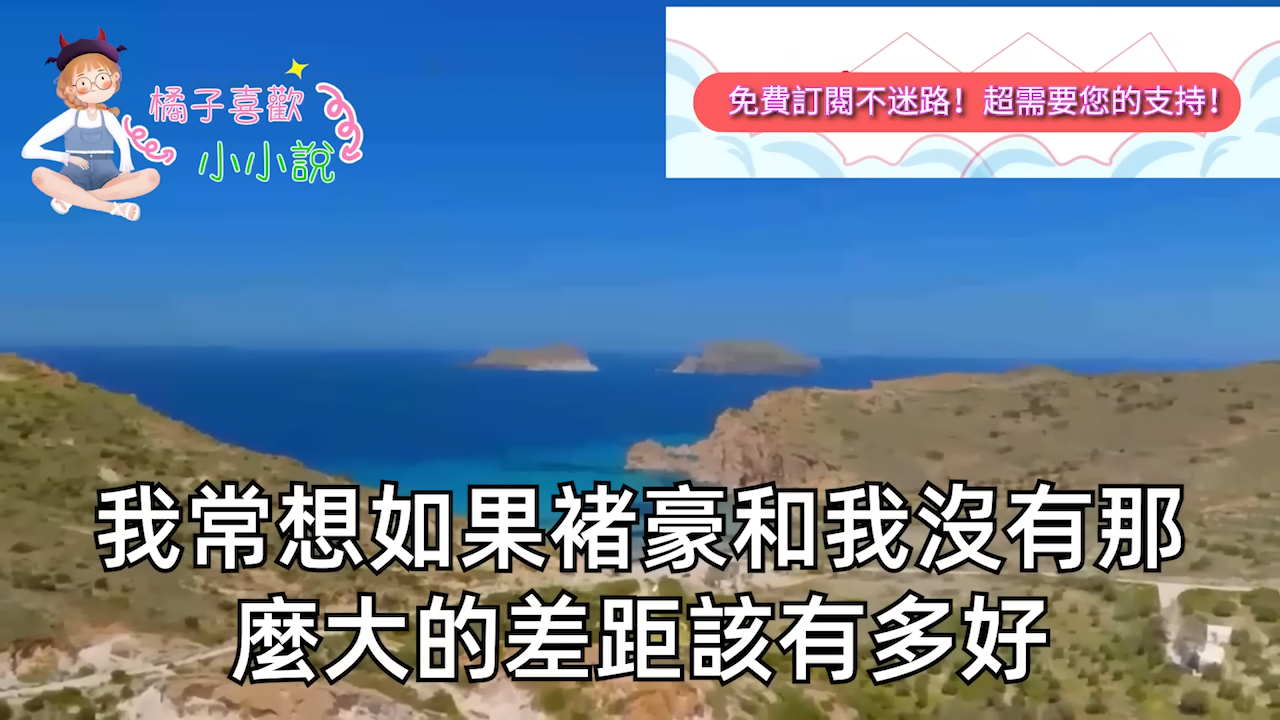 橘子喜歡
小小說
免費訂閱不迷路！超需要您的支持！
我常想如果褚豪和我沒有那
麼大的差距該有多好